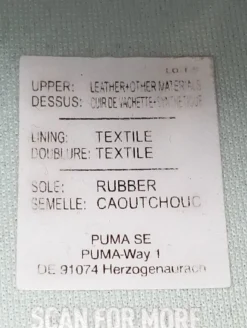 UPPER: LEATHER+OTHER MATERIALS
DESSUS: CUIR DE VACHETTE+SYNTHETIQUE
LINING: TEXTILE
DOUBLURE: TEXTILE
SOLE: RUBBER
SEMELLE: CAOUTCHOUC
PUMA SE
PUMA-Way 1
DE 91074 Herzogenaurach
SCAN FOR MORE